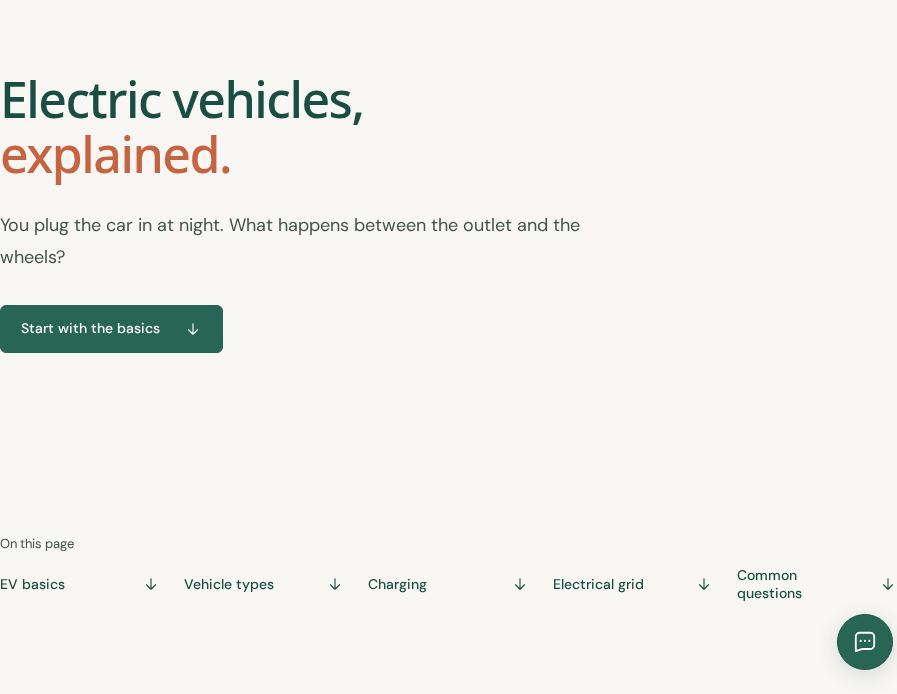 Electric vehicles,
explained.
You plug the car in at night. What happens between the outlet and the
wheels?
Start with the basics
On this page
EV basics
Vehicle types
Charging
Electrical grid
Common
questions